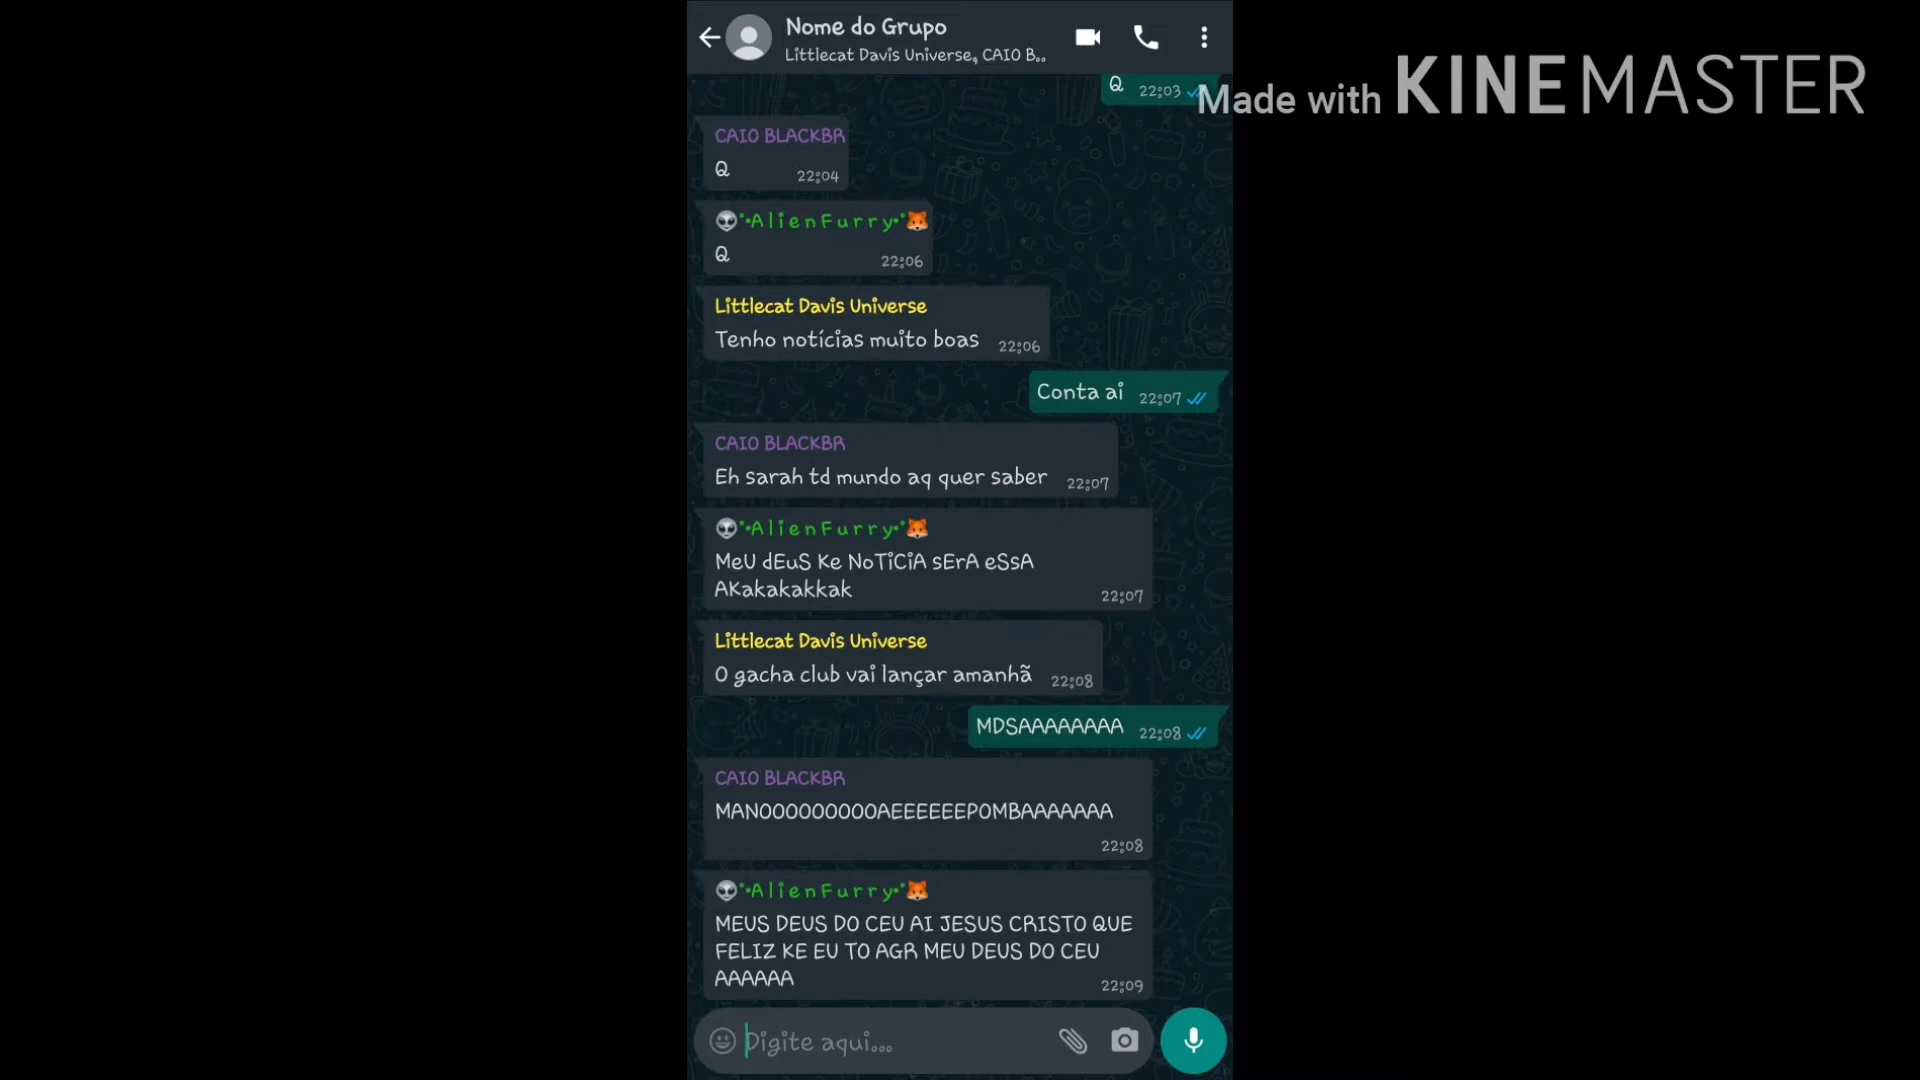 Nome do Grupo
Littlecat Davis Universe, CAIO B..
Made with KINEMASTER
Q 22:03
CAIO BLACKBR
Q 22:04
👽°•AlienFurry•°🦊
Q 22:06
Littlecat Davis Universe
Tenho notícias muito boas 22:06
Conta ai 22:07
CAIO BLACKBR
Eh sarah td mundo aq quer saber 22:07
👽°•AlienFurry•°🦊
MeU dEuS Ke NoTiCiA sErA eSsA
AKakakakkak 22:07
Littlecat Davis Universe
O gacha club vai lançar amanhã 22:08
MDSAAAAAAAA 22:08
CAIO BLACKBR
MANOOOOOOOOOAEEEEEEPOMBAAAAAAA
22:08
👽°•AlienFurry•°🦊
MEUS DEUS DO CEU AI JESUS CRISTO QUE
FELIZ KE EU TO AGR MEU DEUS DO CEU
AAAAAA 22:09
Digite aqui...